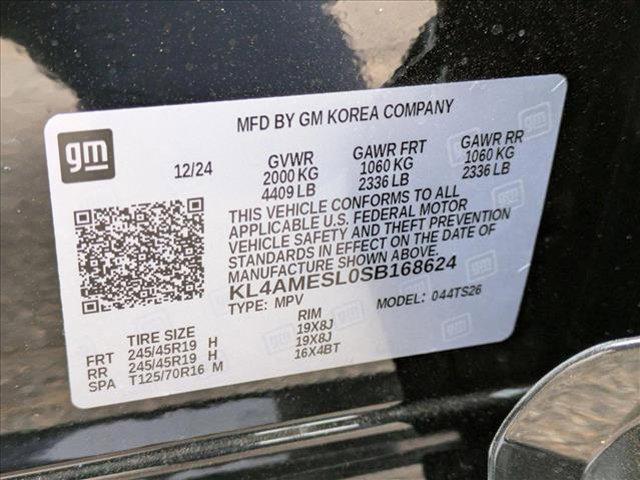 MFD BY GM KOREA COMPANY
gm
12/24
GVWR
2000 KG
4409 LB
GAWR FRT
1060 KG
2336 LB
GAWR RR
1060 KG
2336 LB
THIS VEHICLE CONFORMS TO ALL
APPLICABLE U.S. FEDERAL MOTOR
VEHICLE SAFETY AND THEFT PREVENTION
STANDARDS IN EFFECT ON THE DATE OF
MANUFACTURE SHOWN ABOVE.
KL4AMESL0SB168624
TYPE: MPV
MODEL: 044TS26
TIRE SIZE
RIM
FRT 245/45R19 H 19X8J
RR 245/45R19 H 19X8J
SPA T125/70R16 M 16X4BT